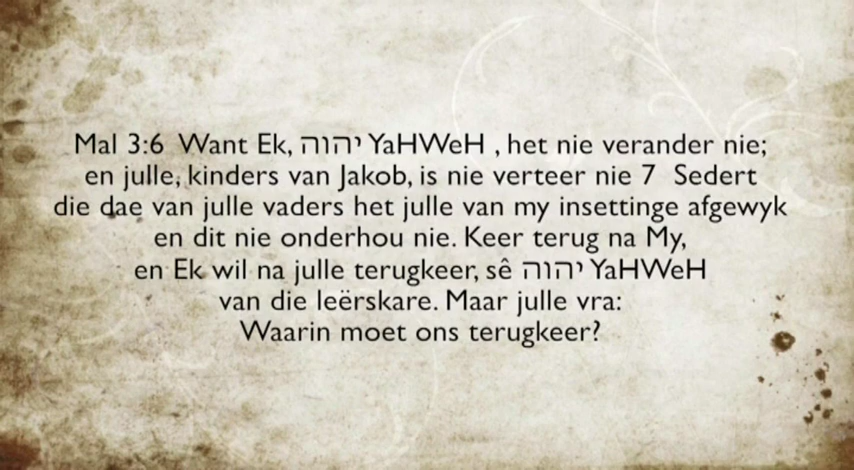 Mal 3:6 Want Ek, יהוה YaHWeH , het nie verander nie;
en julle, kinders van Jakob, is nie verteer nie 7 Sedert
die dae van julle vaders het julle van my insettinge afgewyk
en dit nie onderhou nie. Keer terug na My,
en Ek wil na julle terugkeer, sê יהוה YaHWeH
van die leërskare. Maar julle vra:
Waarin moet ons terugkeer?